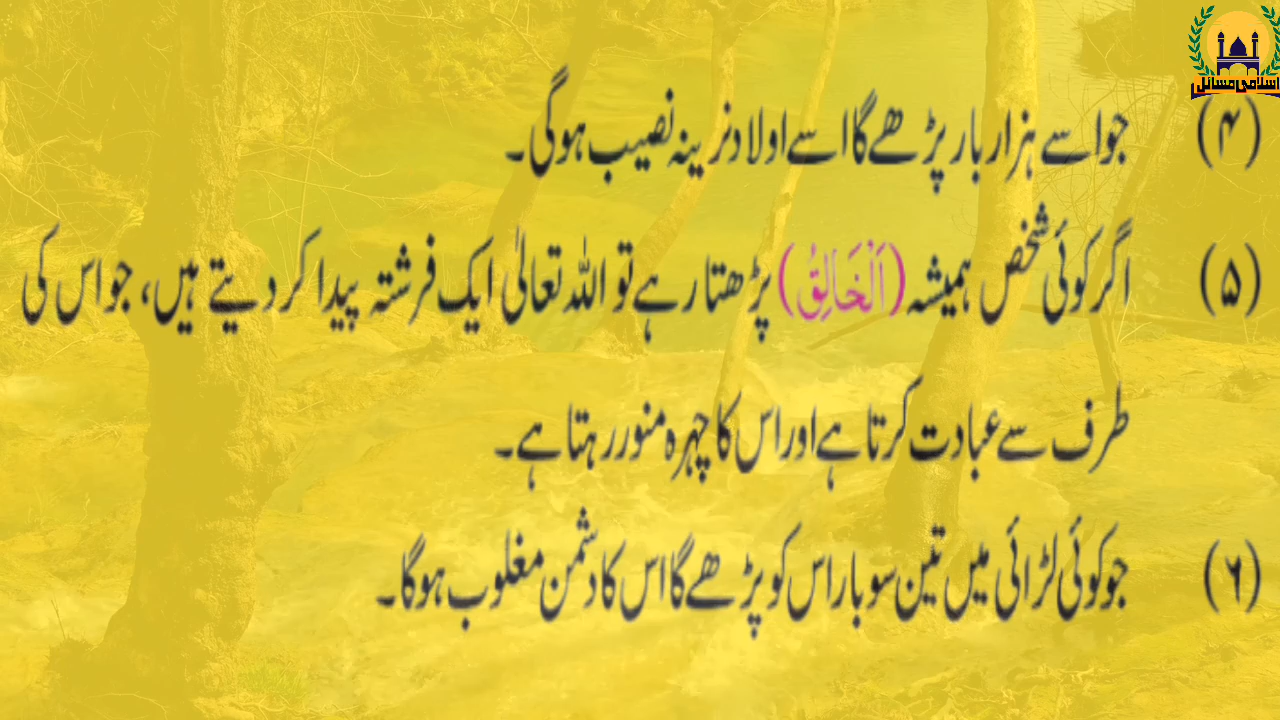 اسلامی مسائل
(۴) جو اسے ہزار بار پڑھے گا اسے اولاد نرینہ نصیب ہوگی۔
(۵) اگر کوئی شخص ہمیشہ (اَلْخَالِقُ) پڑھتا رہے تو اللہ تعالٰی ایک فرشتہ پیدا کر دیتے ہیں، جو اس کی
طرف سے عبادت کرتا ہے اور اس کا چہرہ منور رہتا ہے۔
(۶) جو کوئی لڑائی میں تین سو بار اس کو پڑھے گا اس کا دشمن مغلوب ہوگا۔